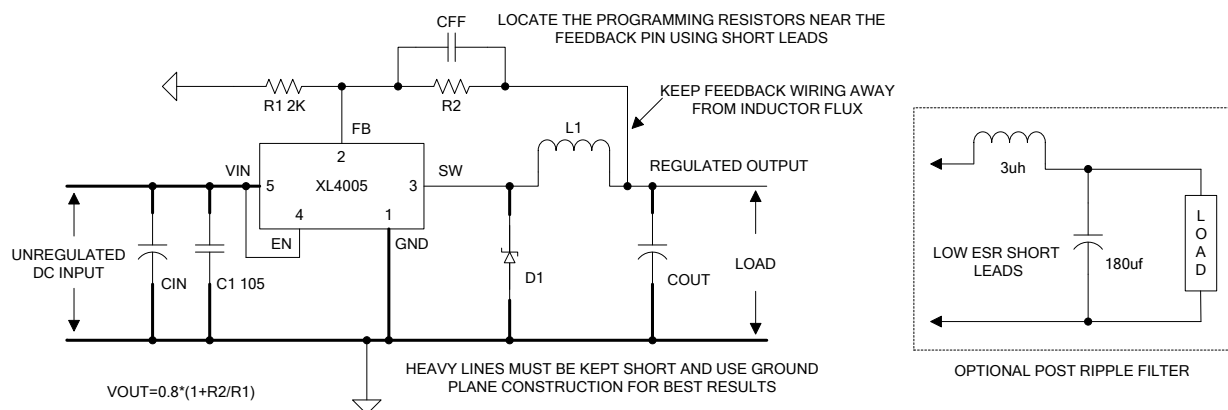 CFF
LOCATE THE PROGRAMMING RESISTORS NEAR THE
FEEDBACK PIN USING SHORT LEADS
R1 2K
R2
KEEP FEEDBACK WIRING AWAY
FROM INDUCTOR FLUX
FB
L1
2
VIN
5
XL4005
3
SW
REGULATED OUTPUT
4
1
EN
GND
UNREGULATED
DC INPUT
CIN
C1 105
D1
COUT
LOAD
HEAVY LINES MUST BE KEPT SHORT AND USE GROUND
PLANE CONSTRUCTION FOR BEST RESULTS
VOUT=0.8*(1+R2/R1)
3uh
LOW ESR SHORT
LEADS
180uf
LOAD
OPTIONAL POST RIPPLE FILTER